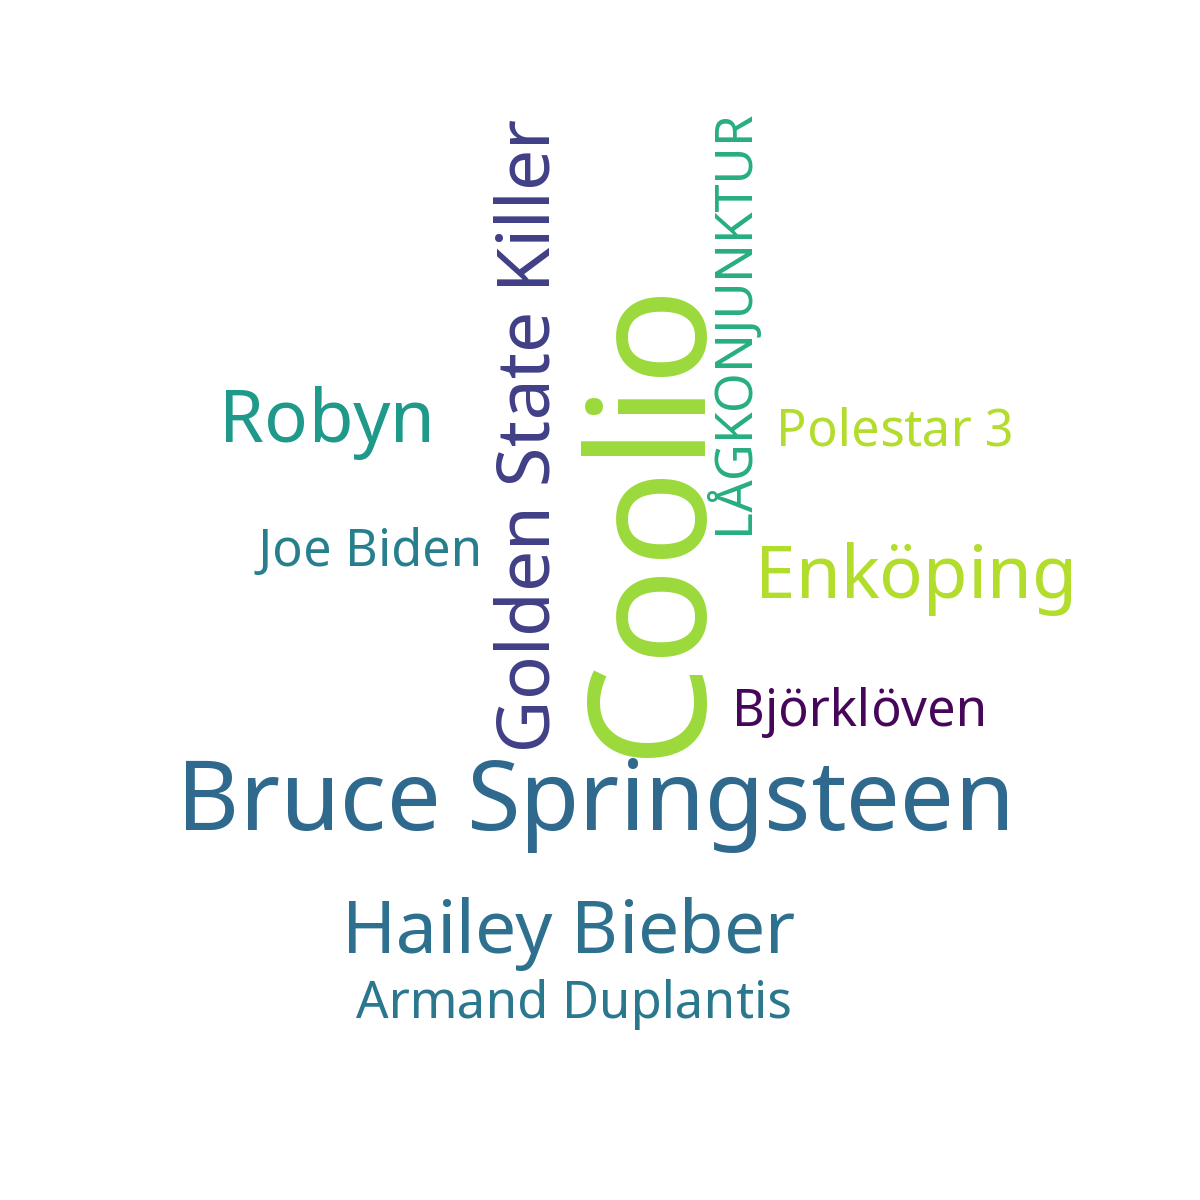 Golden State Killer
Coolio
LÅGKONJUNKTUR
Robyn
Polestar 3
Joe Biden
Enköping
Björklöven
Bruce Springsteen
Hailey Bieber
Armand Duplantis